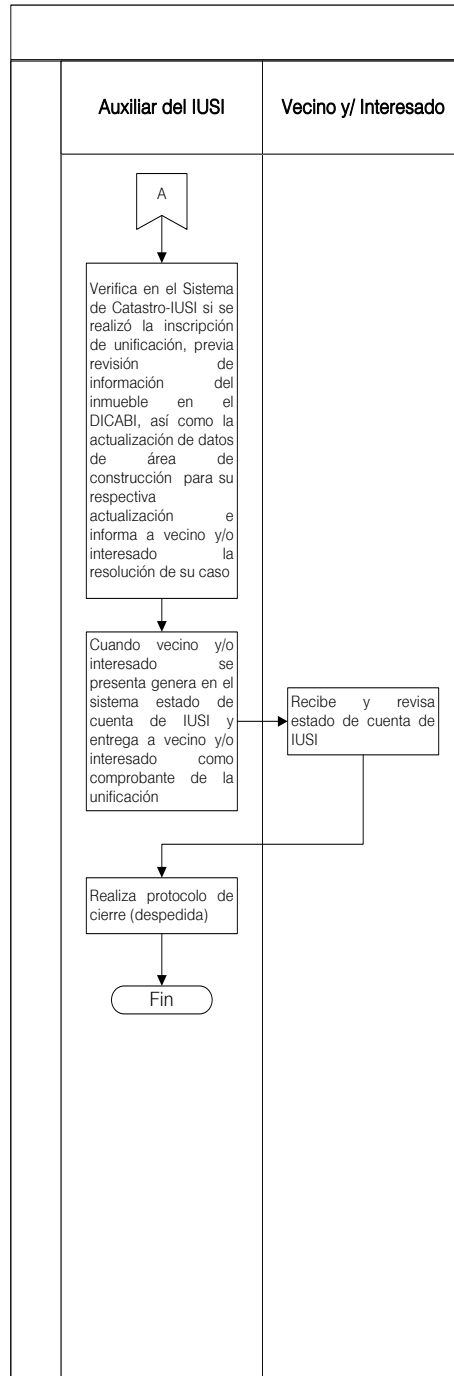 Auxiliar del IUSI
Vecino y/ Interesado
A
Verifica en el Sistema
de Catastro-IUSI si se
realizó la inscripción
de unificación, previa
revisión de
información del
inmueble en el
DICABI, así como la
actualización de datos
de área de
construcción para su
respectiva
actualización e
informa a vecino y/o
interesado la
resolución de su caso
Cuando vecino y/o
interesado se
presenta genera en el
sistema estado de
cuenta de IUSI y
entrega a vecino y/o
interesado como
comprobante de la
unificación
Recibe y revisa
estado de cuenta de
IUSI
Realiza protocolo de
cierre (despedida)
Fin